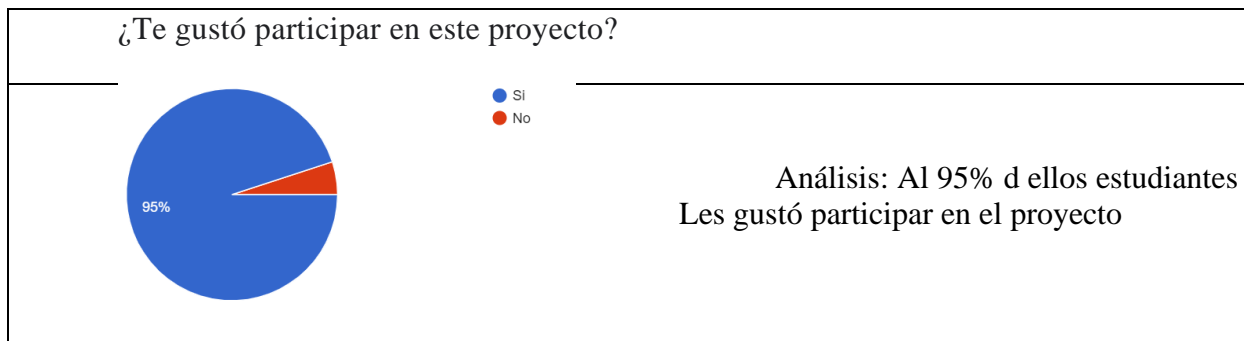 ¿Te gustó participar en este proyecto?
Si
No
95%
Análisis: Al 95% d ellos estudiantes
Les gustó participar en el proyecto